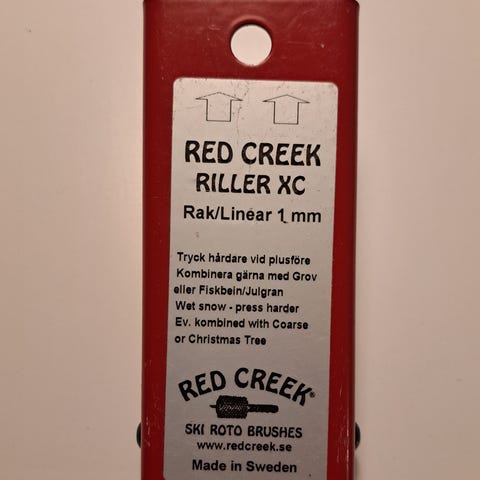 RED CREEK
RILLER XC
Rak/Linear 1 mm
Tryck hårdare vid plusföre
Kombinera gärna med Grov
eller Fiskbein/Julgran
Wet snow - press harder
Ev. kombined with Coarse
or Christmas Tree
RED CREEK®
SKI ROTO BRUSHES
www.redcreek.se
Made in Sweden